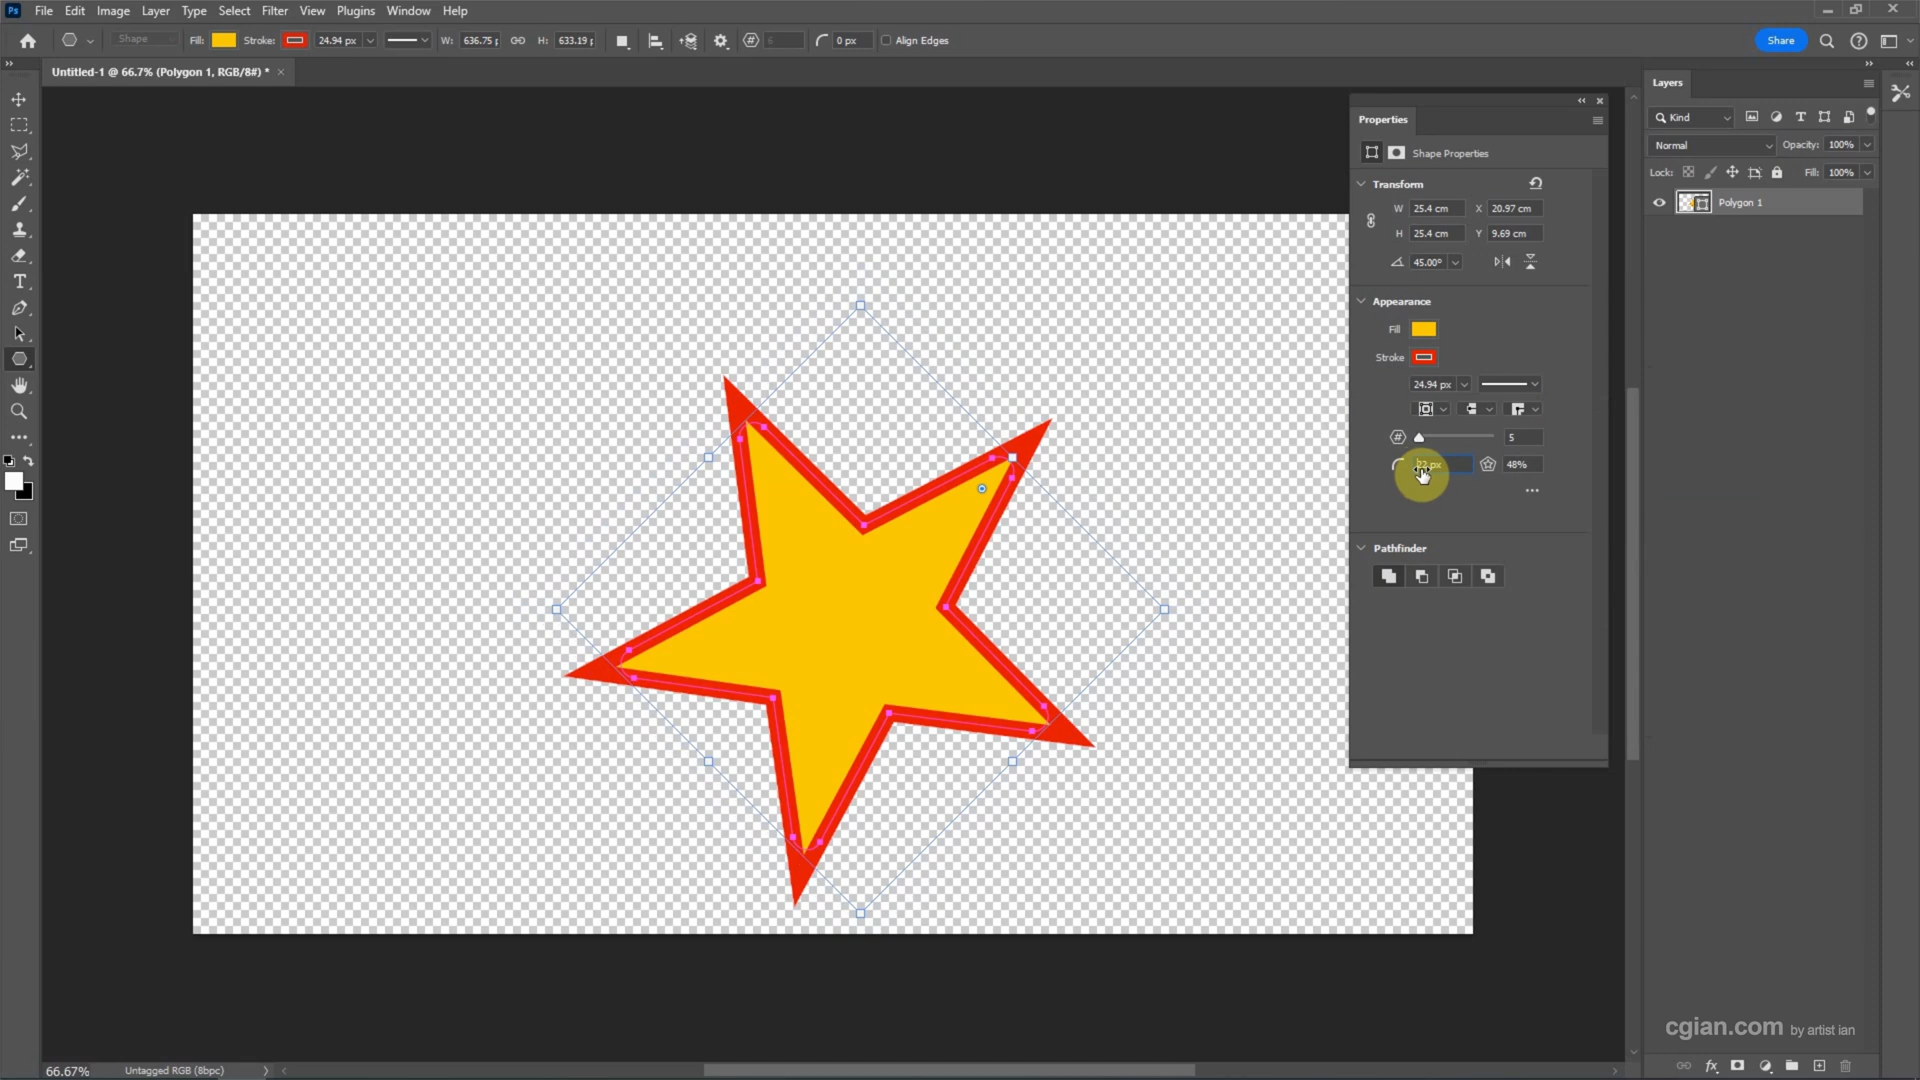 Ps File Edit Image Layer Type Select Filter View Plugins Window Help
Shape Fill: Stroke: 24.94 px W: 636.75 H: 633.19 6 0 px Align Edges Share
Untitled-1 @ 66.7% (Polygon 1, RGB/8#) * ×
Properties
Shape Properties
Transform
W 25.4 cm X 20.97 cm
H 25.4 cm Y 9.69 cm
45.00°
Appearance
Fill
Stroke
24.94 px
5
22 px 48%
Pathfinder
Layers
Kind
Normal Opacity: 100%
Lock: Fill: 100%
Polygon 1
cgian.com by artist ian
66.67% Untagged RGB (8bpc)
fx